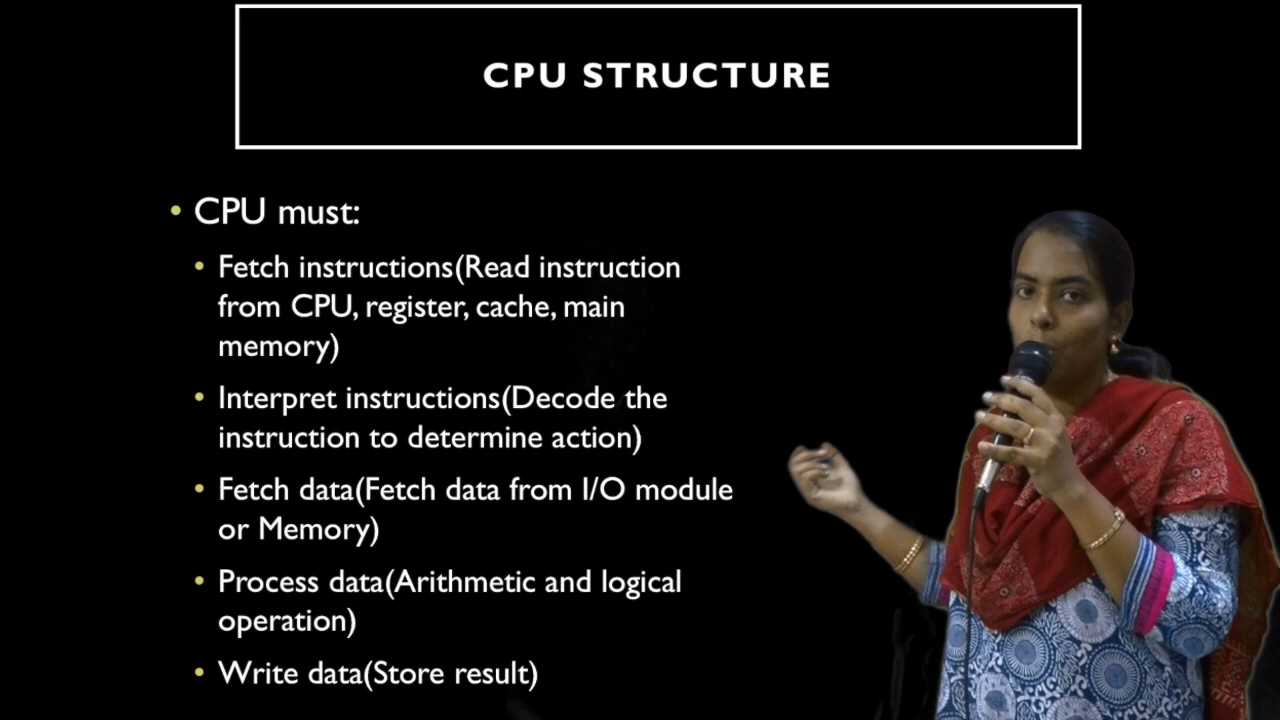 CPU STRUCTURE
• CPU must:
• Fetch instructions(Read instruction
from CPU, register, cache, main
memory)
• Interpret instructions(Decode the
instruction to determine action)
• Fetch data(Fetch data from I/O module
or Memory)
• Process data(Arithmetic and logical
operation)
• Write data(Store result)